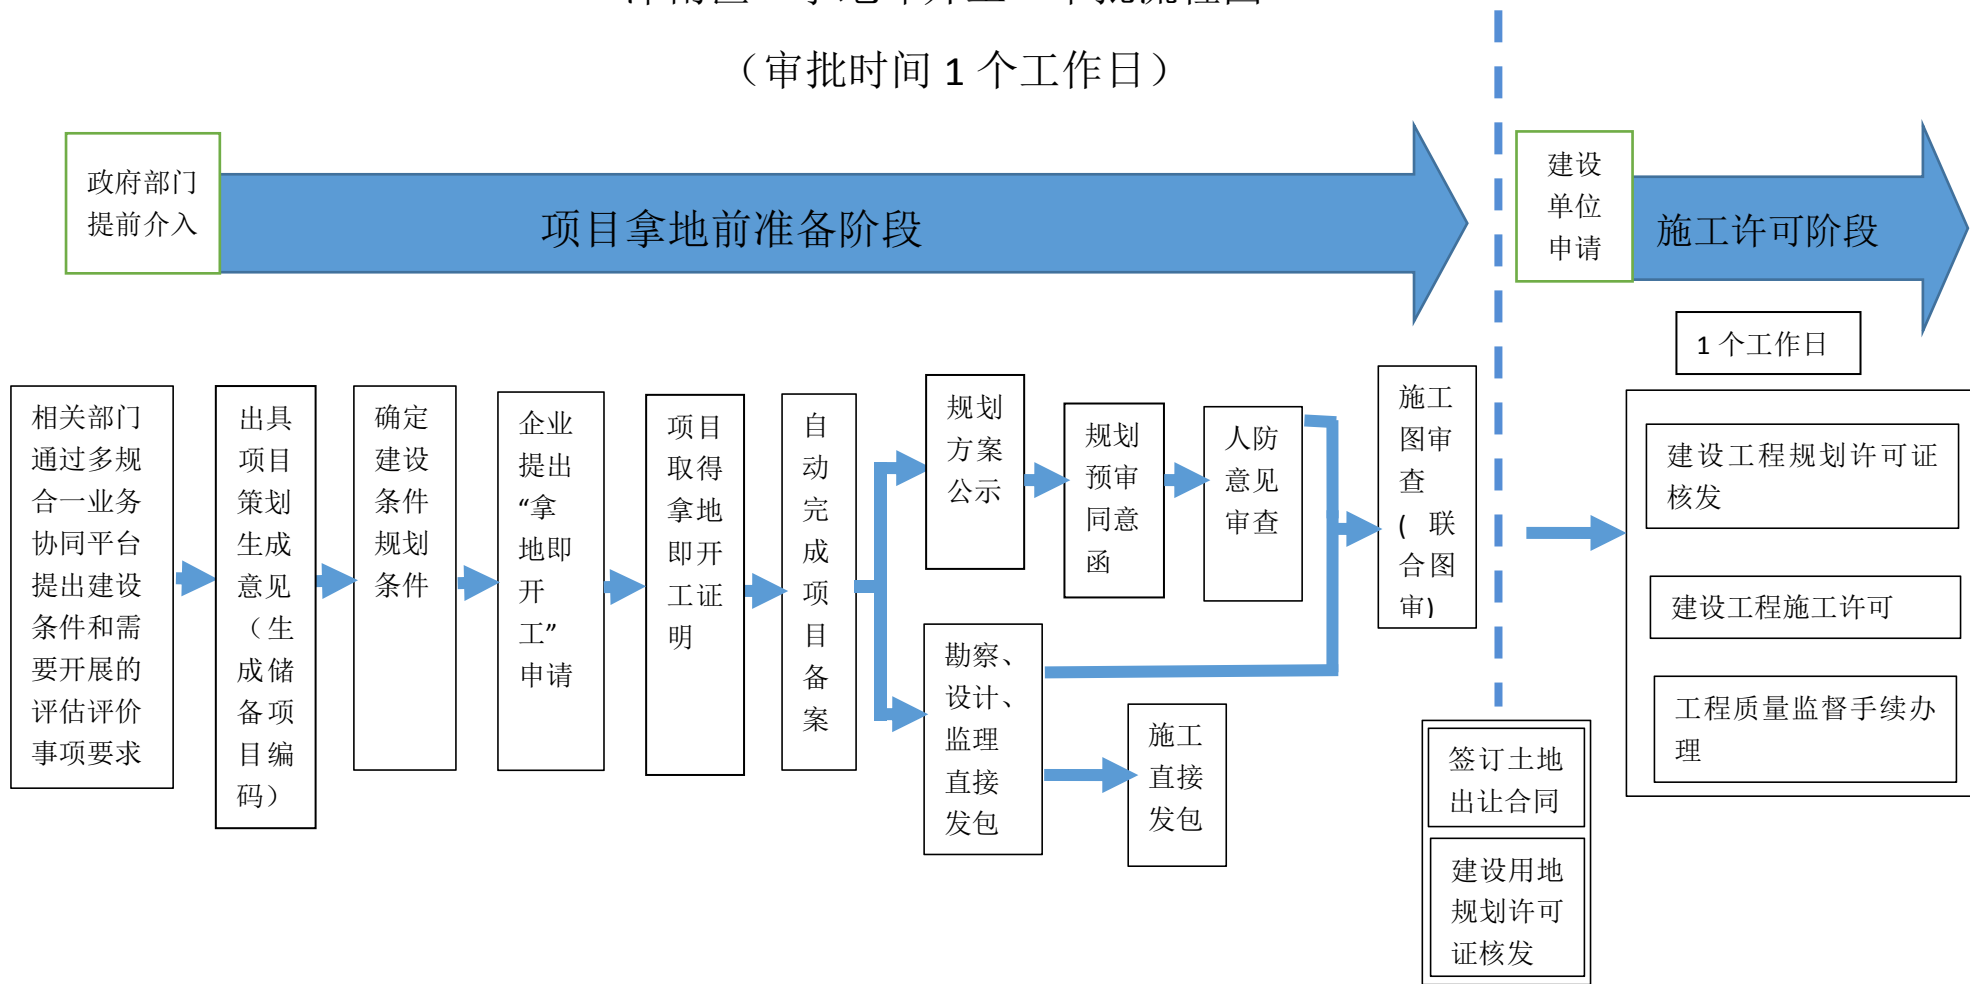 （审批时间 1 个工作日）
政府部门
提前介入
项目拿地前准备阶段
建设
单位
申请
施工许可阶段
1 个工作日
相关部门
通过多规
合一业务
协同平台
提出建设
条件和需
要开展的
评估评价
事项要求
出具
项目
策划
生成
意见
（生
成储
备项
目编
码）
确定
建设
条件
规划
条件
企业
提出
“拿
地即
开
工”
申请
项目
取得
拿地
即开
工证
明
自
动
完
成
项
目
备
案
规划
方案
公示
规划
预审
同意
函
人防
意见
审查
勘察、
设计、
监理
直接
发包
施工
直接
发包
施工
图审
查
( 联
合图
审)
签订土地
出让合同
建设用地
规划许可
证核发
建设工程规划许可证
核发
建设工程施工许可
工程质量监督手续办
理